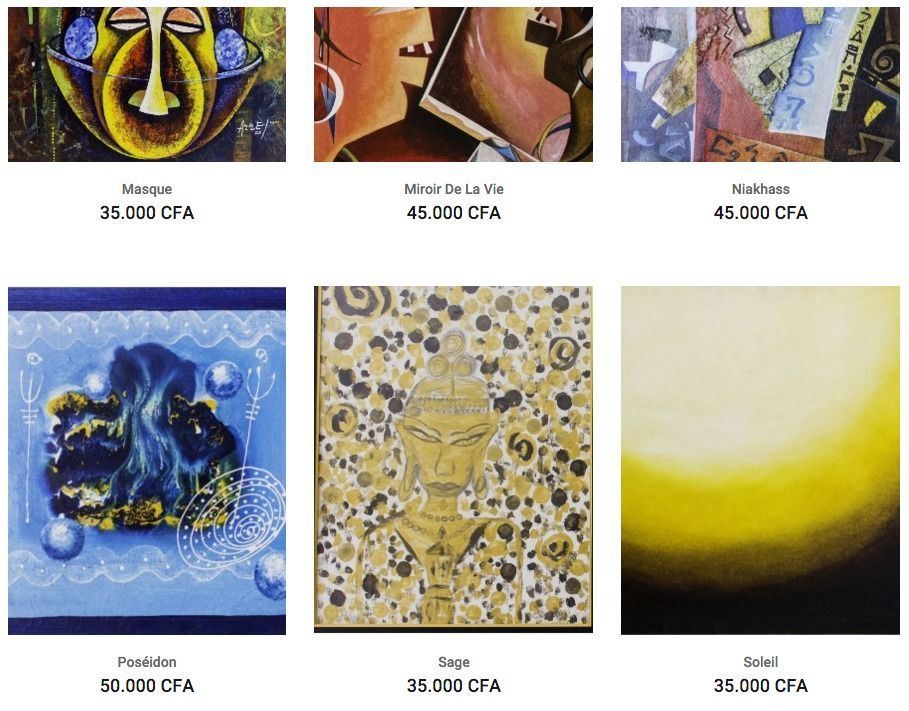 Masque
35.000 CFA
Miroir De La Vie
45.000 CFA
Niakhass
45.000 CFA
Poséidon
50.000 CFA
Sage
35.000 CFA
Soleil
35.000 CFA